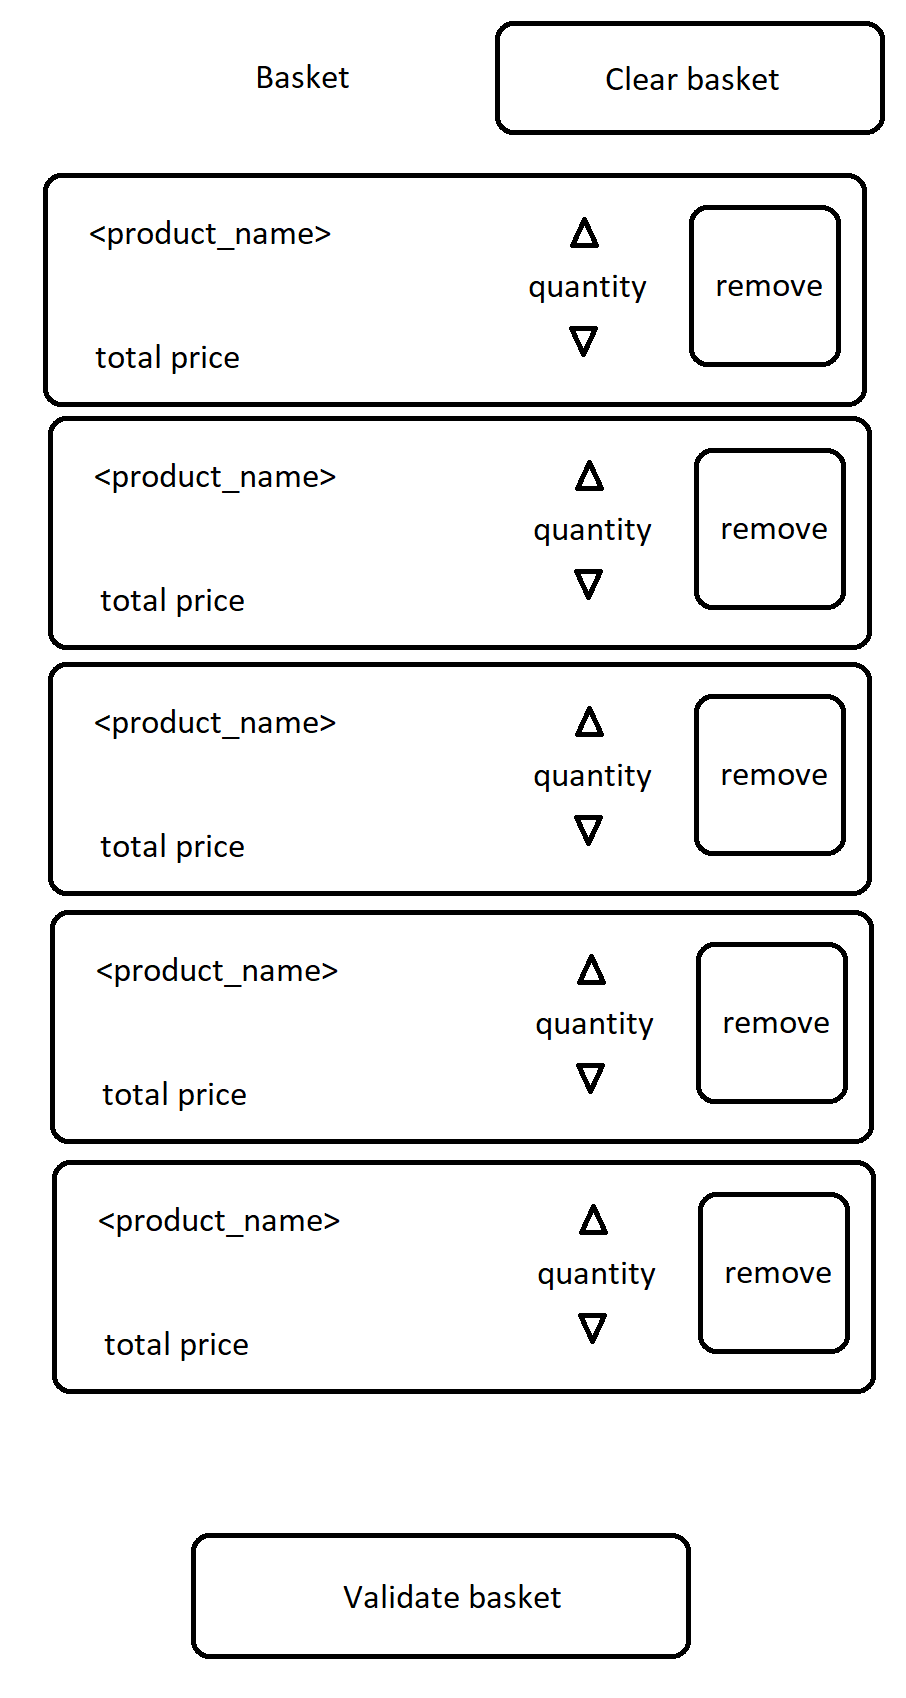 Basket
Clear basket
<product_name>
quantity
remove
total price
<product_name>
quantity
remove
total price
<product_name>
quantity
remove
total price
<product_name>
quantity
remove
total price
<product_name>
quantity
remove
total price
Validate basket